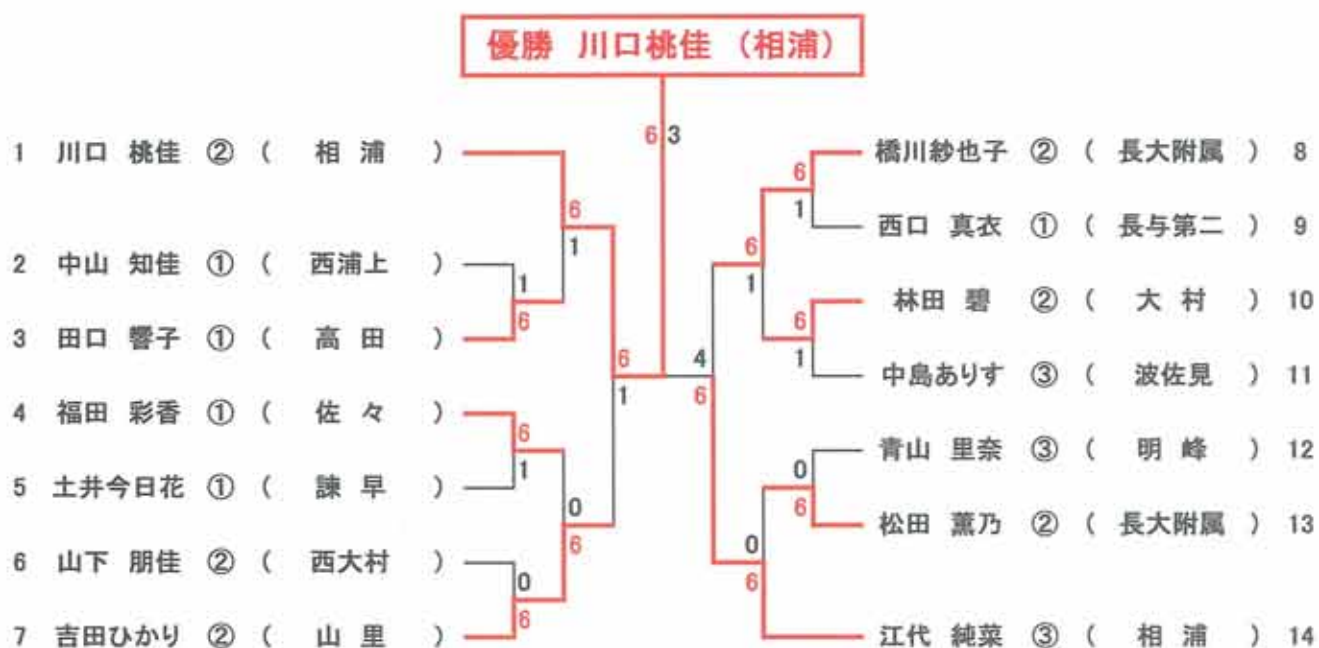 優勝 川口桃佳 (相浦)
6 3
1 川口 桃佳 ② ( 相 浦 )
2 中山 知佳 ① ( 西浦上 )
3 田口 響子 ① ( 高 田 )
4 福田 彩香 ① ( 佐 々 )
5 土井今日花 ① ( 諫 早 )
6 山下 朋佳 ② ( 西大村 )
7 吉田ひかり ② ( 山 里 )
6
1
1
6
6
1
6
1
0
6
0
6
橋川紗也子 ② ( 長大附属 ) 8
西口 真衣 ① ( 長与第二 ) 9
林田 碧 ② ( 大 村 ) 10
中島ありす ③ ( 波佐見 ) 11
青山 里奈 ③ ( 明 峰 ) 12
松田 薫乃 ② ( 長大附属 ) 13
江代 純菜 ③ ( 相 浦 ) 14
6
1
6
1
6
1
4
6
0
6
0
6